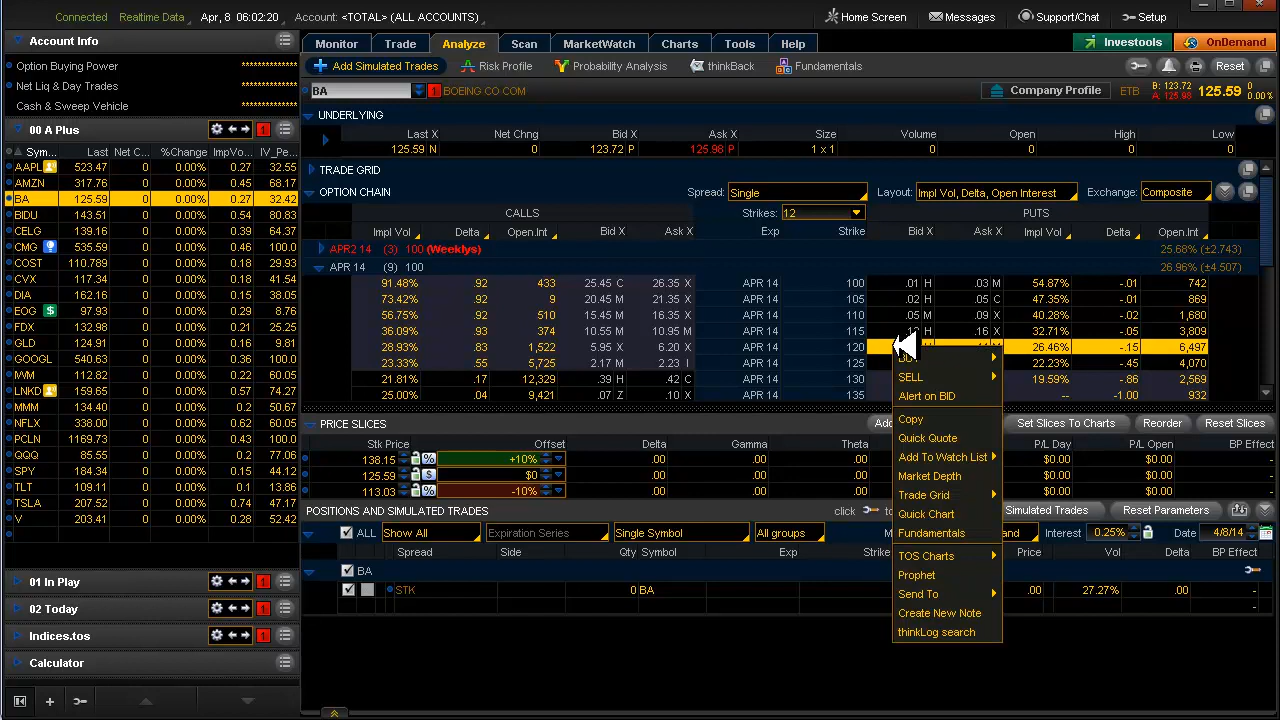 Connected Realtime Data Apr, 8 06:02:20 Account: <TOTAL> (ALL ACCOUNTS) Home Screen Messages Support/Chat Setup
Account Info
Option Buying Power **************
Net Liq & Day Trades **************
Cash & Sweep Vehicle **************
00 A Plus 1
Sym... Last Net C... %Change ImpVo... IV_Pe...
AAPL 523.47 0 0.00% 0.27 32.55
AMZN 317.76 0 0.00% 0.45 68.17
BA 125.59 0 0.00% 0.27 32.42
BIDU 143.51 0 0.00% 0.54 80.83
CELG 139.16 0 0.00% 0.39 64.37
CMG 535.59 0 0.00% 0.46 100.0
COST 110.789 0 0.00% 0.18 29.93
CVX 117.34 0 0.00% 0.18 41.54
DIA 162.16 0 0.00% 0.15 38.05
EOG $ 97.93 0 0.00% 0.29 8.76
FDX 132.98 0 0.00% 0.21 25.25
GLD 124.91 0 0.00% 0.16 9.81
GOOGL 540.63 0 0.00% 0.36 100.0
IWM 112.82 0 0.00% 0.24 68.62
LNKD 159.65 0 0.00% 0.57 74.27
MMM 134.40 0 0.00% 0.2 50.67
NFLX 338.00 0 0.00% 0.62 60.05
PCLN 1169.73 0 0.00% 0.43 100.0
QQQ 85.55 0 0.00% 0.2 77.06
SPY 184.34 0 0.00% 0.15 44.12
TLT 109.11 0 0.00% 0.1 13.86
TSLA 207.52 0 0.00% 0.74 47.17
V 203.41 0 0.00% 0.28 52.42
01 In Play 1
02 Today 1
Indices.tos 1
Calculator
Monitor Trade Analyze Scan MarketWatch Charts Tools Help Investools OnDemand
Add Simulated Trades Risk Profile Probability Analysis thinkBack Fundamentals Reset
BA 1 BOEING CO COM Company Profile ETB B: 123.72 A: 125.98 125.59 0 0.00%
UNDERLYING
Last X Net Chng Bid X Ask X Size Volume Open High Low
125.59 N 0 123.72 P 125.98 P 1 x 1 0 0 0 0
TRADE GRID
OPTION CHAIN Spread: Single Layout: Impl Vol, Delta, Open Interest Exchange: Composite
CALLS Strikes: 12 PUTS
Impl Vol Delta Open.Int Bid X Ask X Exp Strike Bid X Ask X Impl Vol Delta Open.Int
APR2 14 (3) 100 (Weeklys) 25.68% (±2.743)
APR 14 (9) 100 26.96% (±4.507)
91.48% .92 433 25.45 C 26.35 X APR 14 100 .01 H .03 M 54.87% -.01 742
73.42% .92 9 20.45 M 21.35 X APR 14 105 .02 H .05 C 47.35% -.01 869
56.75% .92 510 15.45 M 16.35 X APR 14 110 .05 M .09 X 40.28% -.02 1,680
36.09% .93 374 10.55 M 10.95 M APR 14 115 H .16 X 32.71% -.05 3,809
28.93% .83 1,522 5.95 X 6.20 X APR 14 120 26.46% -.15 6,497
23.33% .55 5,725 2.17 M 2.23 I APR 14 125 22.23% -.45 4,070
21.81% .17 12,329 .39 H .42 C APR 14 130 19.59% -.86 2,569
25.00% .04 9,421 .07 H .12 Z APR 14 135 -- -1.00 932
BUY
SELL
Alert on BID
Copy
Quick Quote
Add To Watch List
Market Depth
Trade Grid
Quick Chart
Fundamentals
TOS Charts
Prophet
Send To
Create New Note
thinkLog search
PRICE SLICES Set Slices To Charts Reorder Reset Slices
Stk Price Offset Delta Gamma Theta P/L Day P/L Open BP Effect
138.15 % +10% .00 .00 .00 $0.00 $0.00 $0.00
125.59 $ $0 .00 .00 .00 $0.00 $0.00 $0.00
113.03 % -10% .00 .00 .00 $0.00 $0.00 $0.00
POSITIONS AND SIMULATED TRADES click Simulated Trades Reset Parameters
ALL Show All Expiration Series Single Symbol All groups Interest 0.25% Date 4/8/14
Spread Side Qty Symbol Exp Strike Price Vol Delta BP Effect
BA -
STK 0 BA .00 27.27% .00 -
-